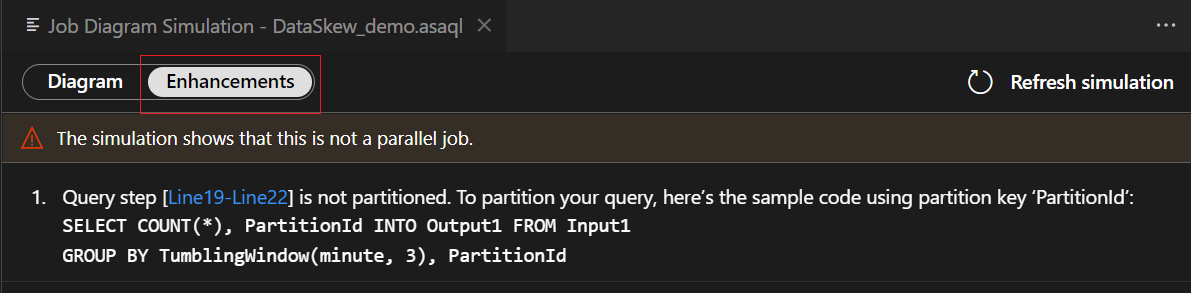 Job Diagram Simulation - DataSkew_demo.asaql
Diagram
Enhancements
Refresh simulation
The simulation shows that this is not a parallel job.
1. Query step [Line19-Line22] is not partitioned. To partition your query, here’s the sample code using partition key ‘PartitionId’:
SELECT COUNT(*), PartitionId INTO Output1 FROM Input1
GROUP BY TumblingWindow(minute, 3), PartitionId